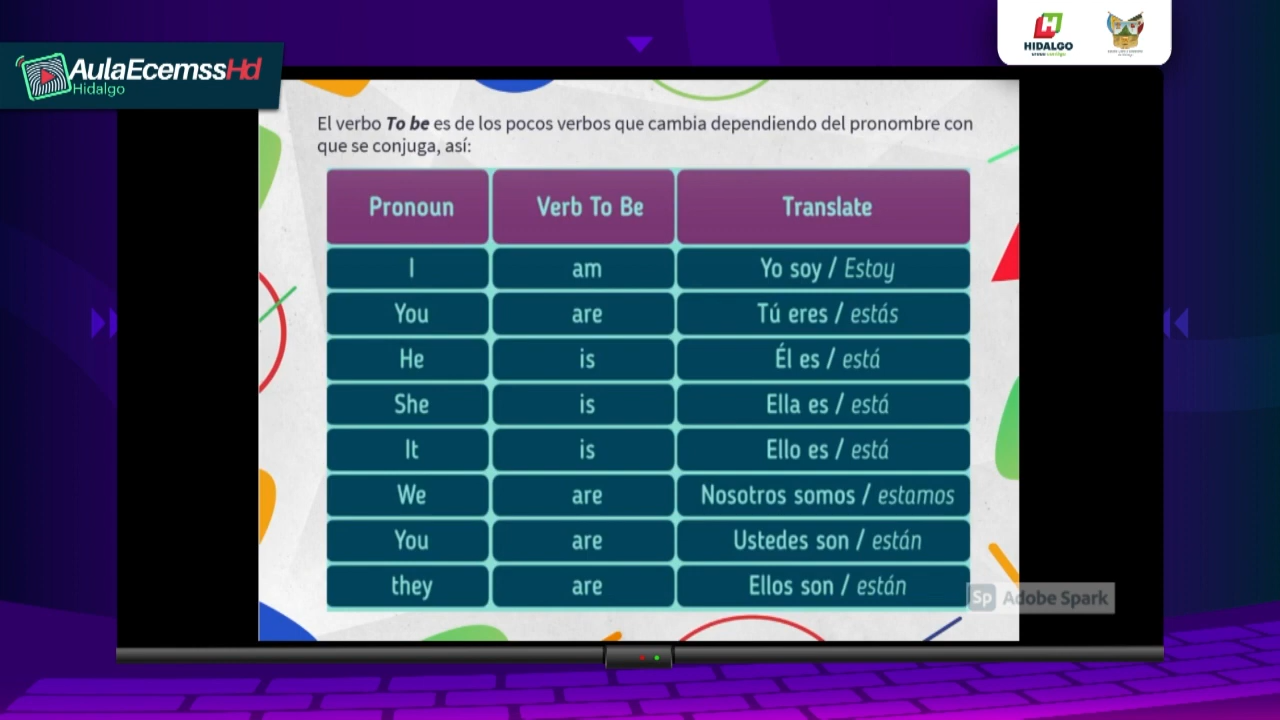 HIDALGO
AulaEcemssHd
Hidalgo
El verbo To be es de los pocos verbos que cambia dependiendo del pronombre con
que se conjuga, así:
Pronoun Verb To Be Translate
I am Yo soy / Estoy
You are Tú eres / estás
He is Él es / está
She is Ella es / está
It is Ello es / está
We are Nosotros somos / estamos
You are Ustedes son / están
they are Ellos son / están
Sp Adobe Spark